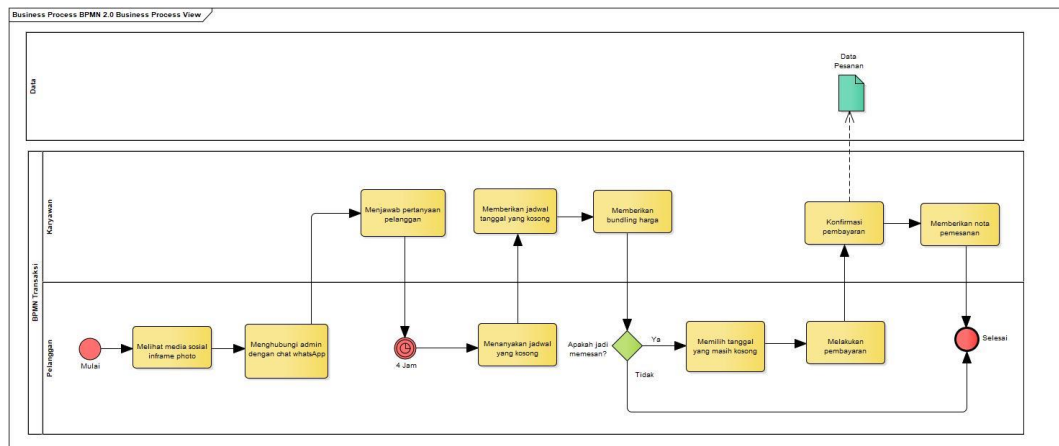 Business Process BPMN 2.0 Business Process View
Data
Data
Pesanan
BPMN Transaksi
Karyawan
Menjawab pertanyaan
pelanggan
Memberikan jadwal
tanggal yang kosong
Memberikan
bundling harga
Konfirmasi
pembayaran
Memberikan nota
pemesanan
Pelanggan
Mulai
Melihat media sosial
inframe photo
Menghubungi admin
dengan chat whatsApp
4 Jam
Menanyakan jadwal
yang kosong
Apakah jadi
memesan?
Ya
Tidak
Memilih tanggal
yang masih kosong
Melakukan
pembayaran
Selesai